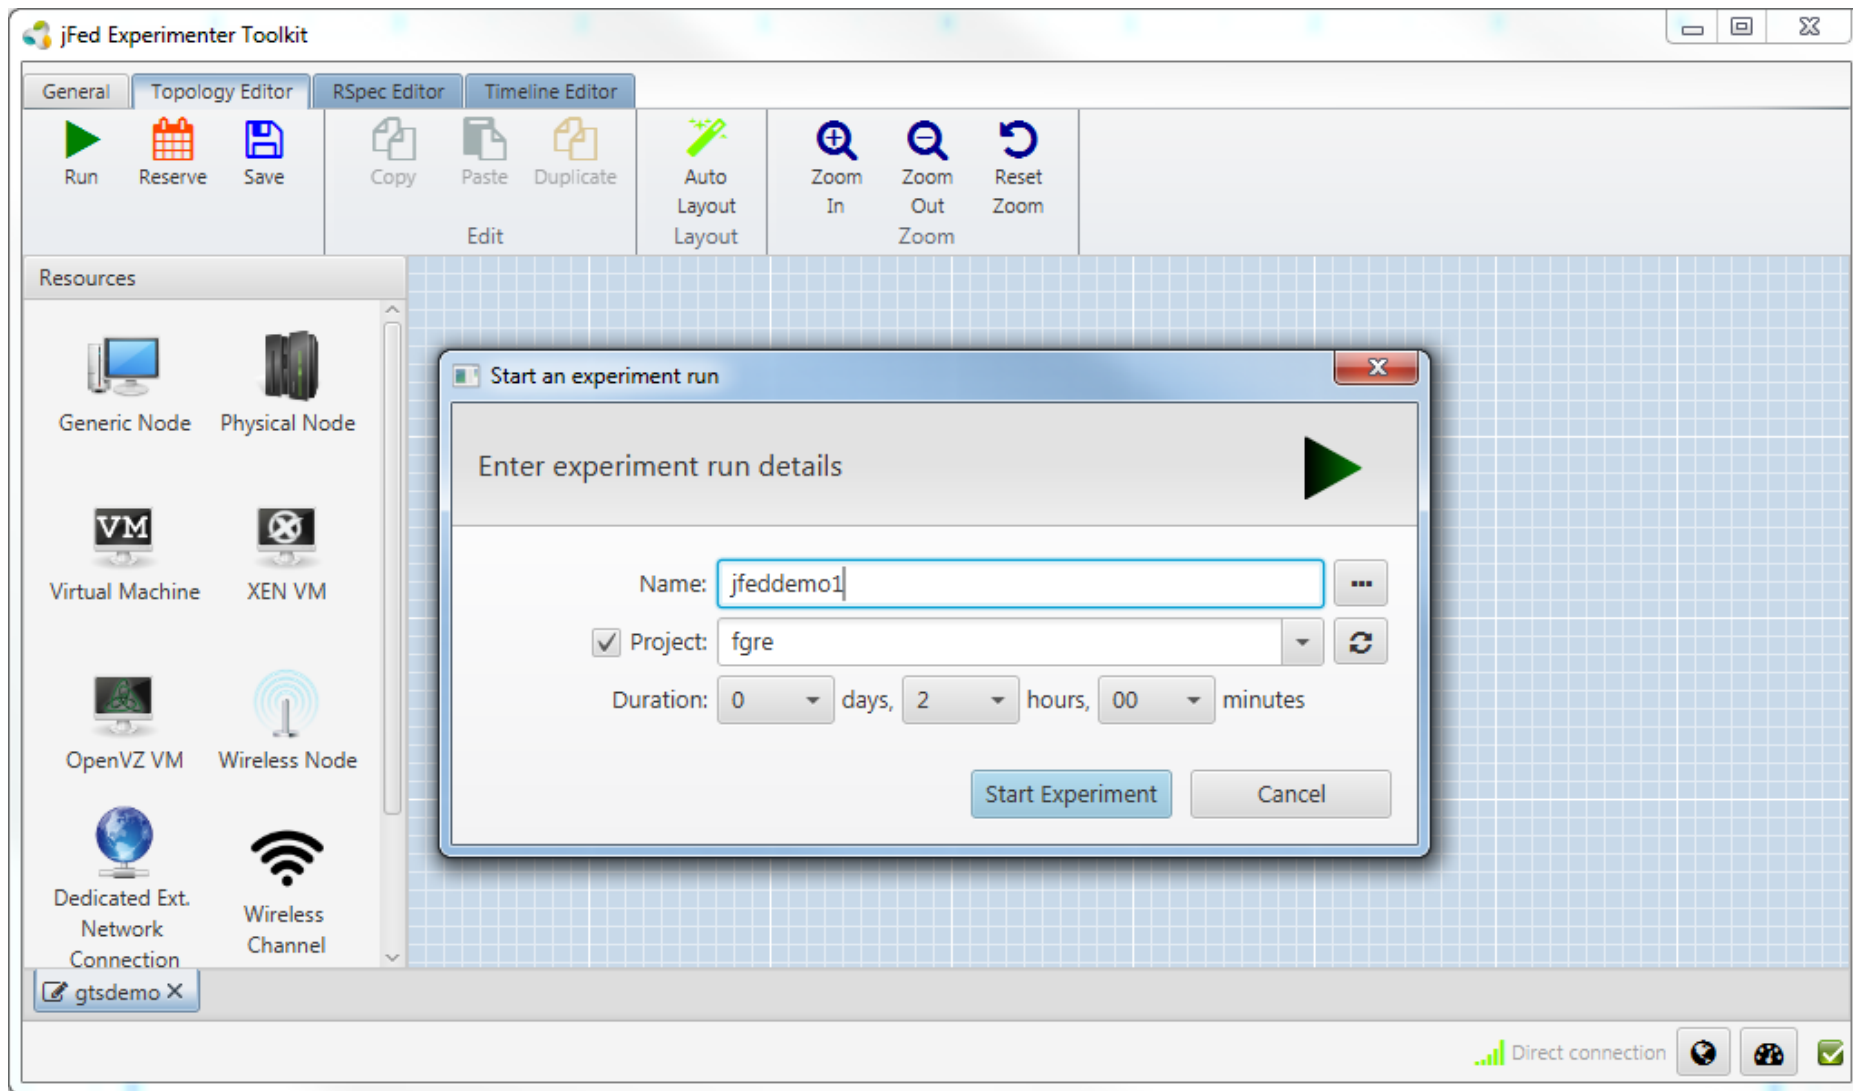 jFed Experimenter Toolkit
General Topology Editor RSpec Editor Timeline Editor
Run Reserve Save Copy Paste Duplicate Auto Layout Zoom In Zoom Out Reset Zoom
Edit Layout Zoom
Resources
Generic Node Physical Node
VM
Virtual Machine XEN VM
OpenVZ VM Wireless Node
Dedicated Ext. Network Connection
Wireless Channel
Start an experiment run
Enter experiment run details
Name: jfeddemo1
Project: fgre
Duration: 0 days, 2 hours, 00 minutes
Start Experiment Cancel
gtsdemo
Direct connection